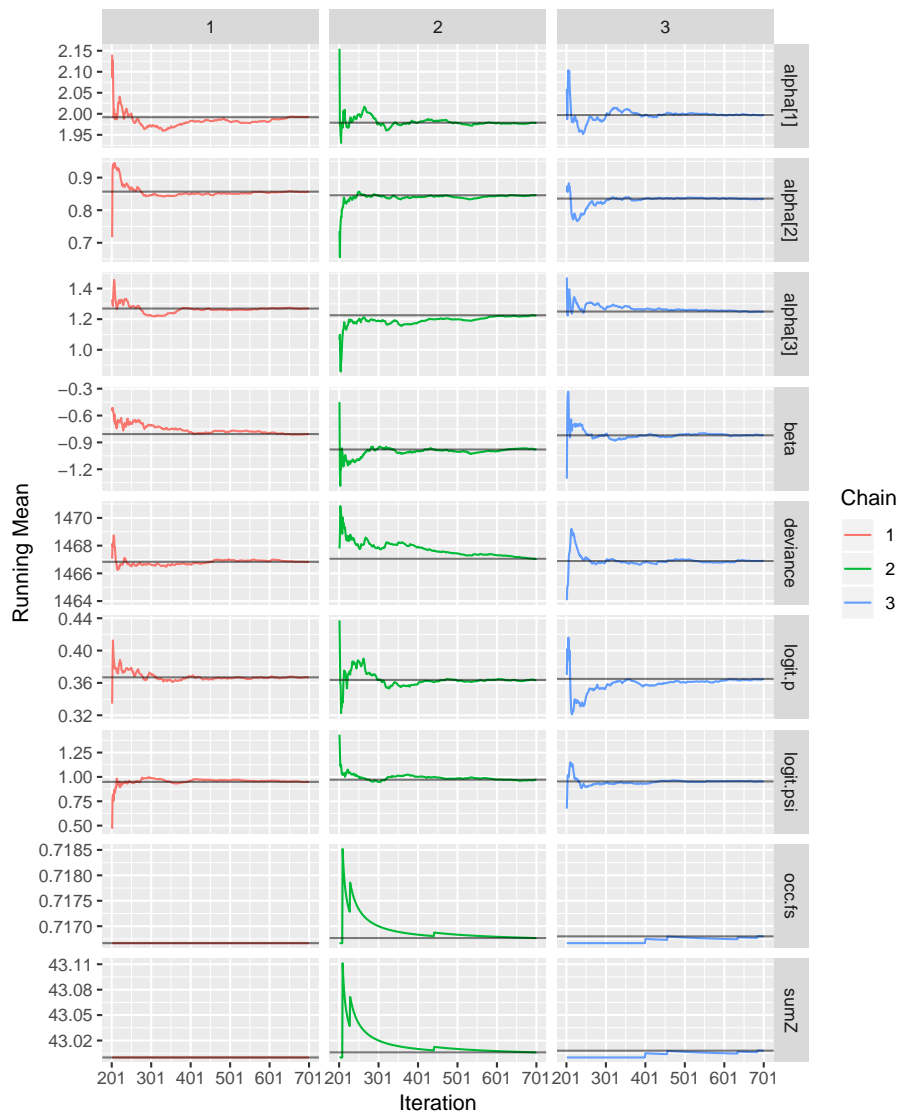 1 2 3
2.15
2.10
2.05
2.00
1.95
alpha[1]
0.9
0.8
0.7
alpha[2]
1.4
1.2
1.0
alpha[3]
−0.3
−0.6
−0.9
−1.2
beta
1470
1468
1466
1464
deviance
0.44
0.40
0.36
0.32
logit.p
1.25
1.00
0.75
0.50
logit.psi
0.7185
0.7180
0.7175
0.7170
occ.fs
43.11
43.08
43.05
43.02
sumZ
201 301 401 501 601 701 201 301 401 501 601 701 201 301 401 501 601 701
Iteration
Running Mean
Chain
1
2
3